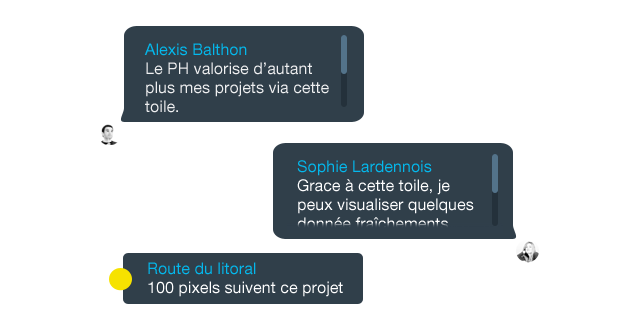 Alexis Balthon
Le PH valorise d'autant
plus mes projets via cette
toile.
Sophie Lardennois
Grace à cette toile, je
peux visualiser quelques
donnée fraîchements
Route du litoral
100 pixels suivent ce projet